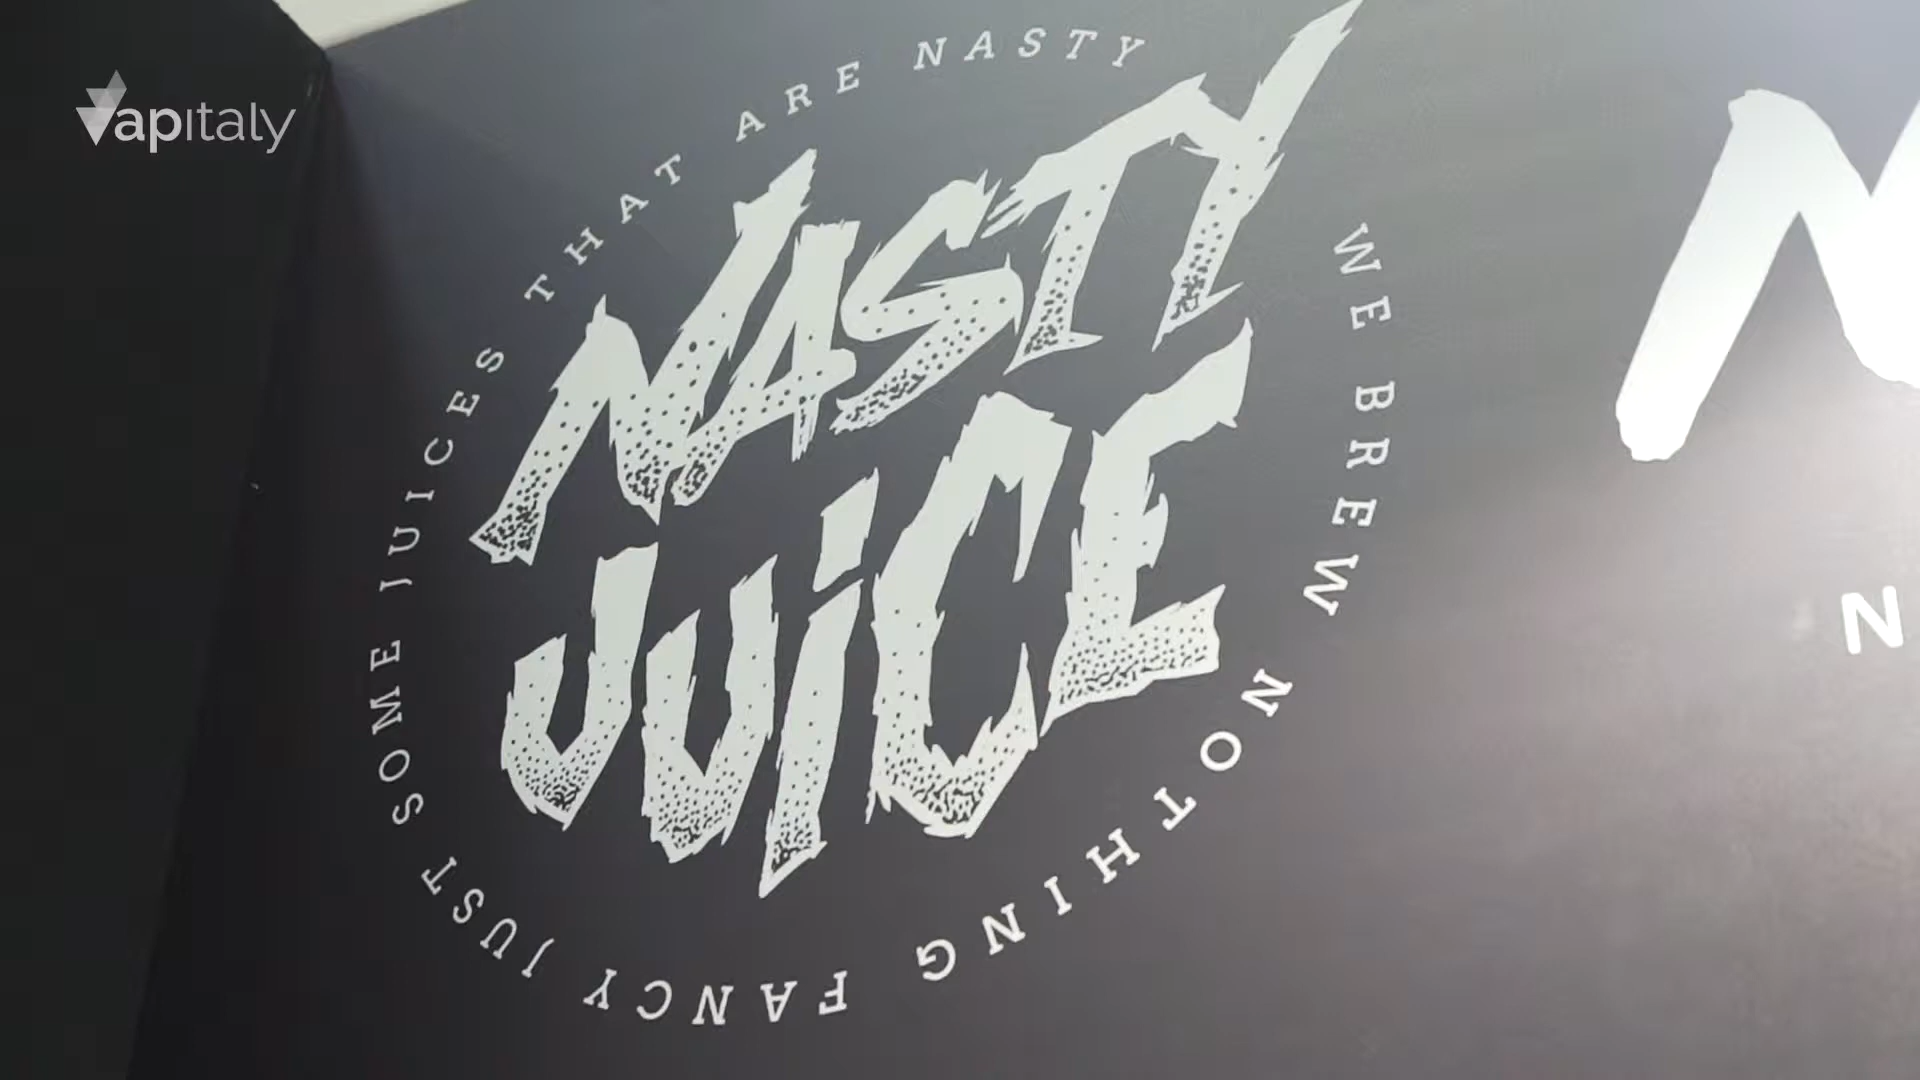 Vapitaly
NASTY
JUICE
WE BREW NOTHING FANCY JUST SOME JUICES THAT ARE NASTY
N
N